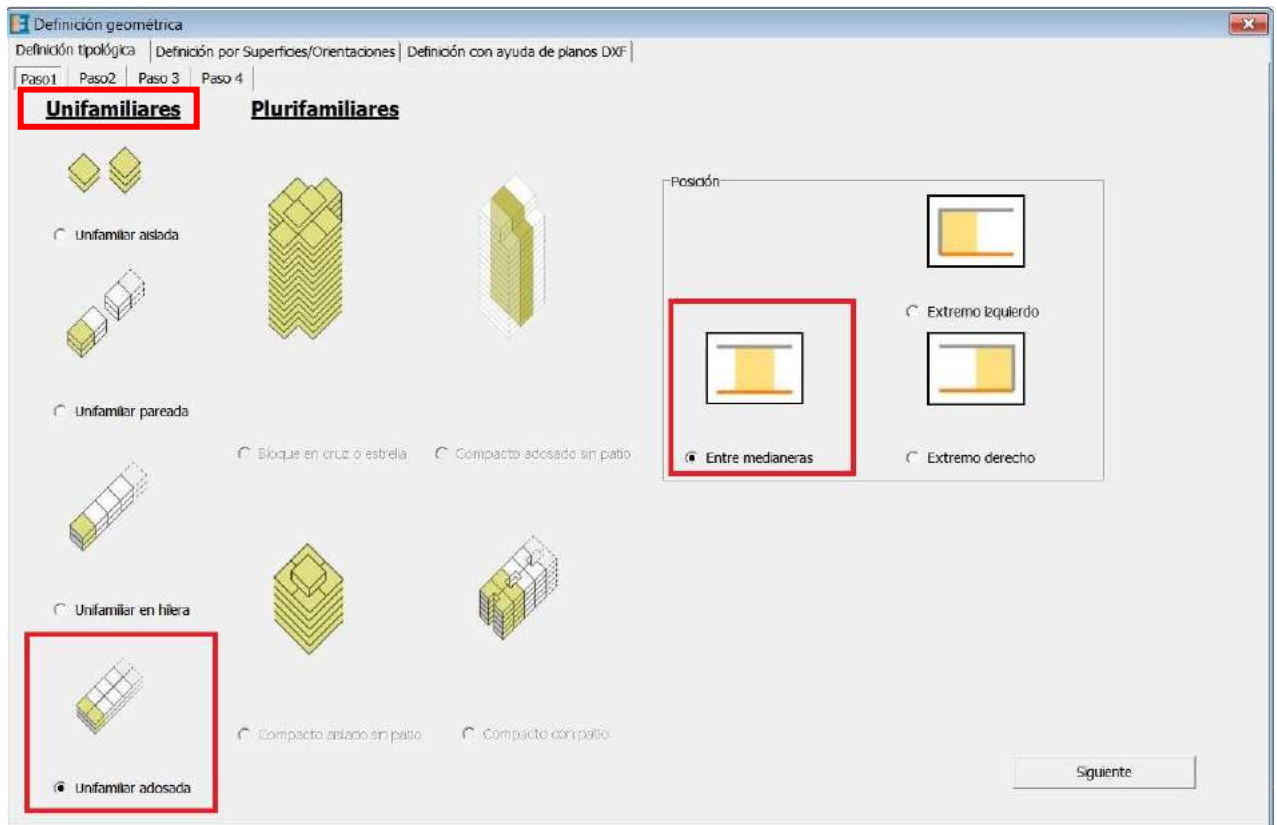 Definición geométrica
Definición tipológica Definición por Superficies/Orientaciones Definición con ayuda de planos DXF
Paso1 Paso2 Paso 3 Paso 4
Unifamiliares Plurifamiliares
Posición
Unifamiliar aislada
Extremo Izquierdo
Unifamiliar pareada
Bloque en cruz o estrella Compacto adosado sin patio
Entre medianeras Extremo derecho
Unifamiliar en hilera
Compacto aislado sin patio Compacto con patio
Siguiente
Unifamiliar adosada